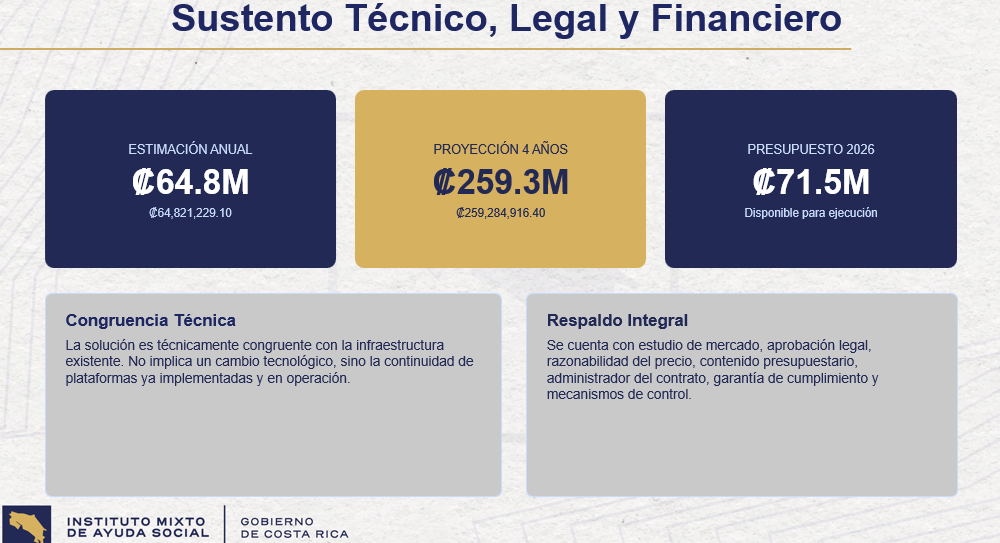 Sustento Técnico, Legal y Financiero
ESTIMACIÓN ANUAL
₡64.8M
₡64,821,229.10
PROYECCIÓN 4 AÑOS
₡259.3M
₡259,284,916.40
PRESUPUESTO 2026
₡71.5M
Disponible para ejecución
Congruencia Técnica
La solución es técnicamente congruente con la infraestructura
existente. No implica un cambio tecnológico, sino la continuidad de
plataformas ya implementadas y en operación.
Respaldo Integral
Se cuenta con estudio de mercado, aprobación legal,
razonabilidad del precio, contenido presupuestario,
administrador del contrato, garantía de cumplimiento y
mecanismos de control.
INSTITUTO MIXTO
DE AYUDA SOCIAL
GOBIERNO
DE COSTA RICA